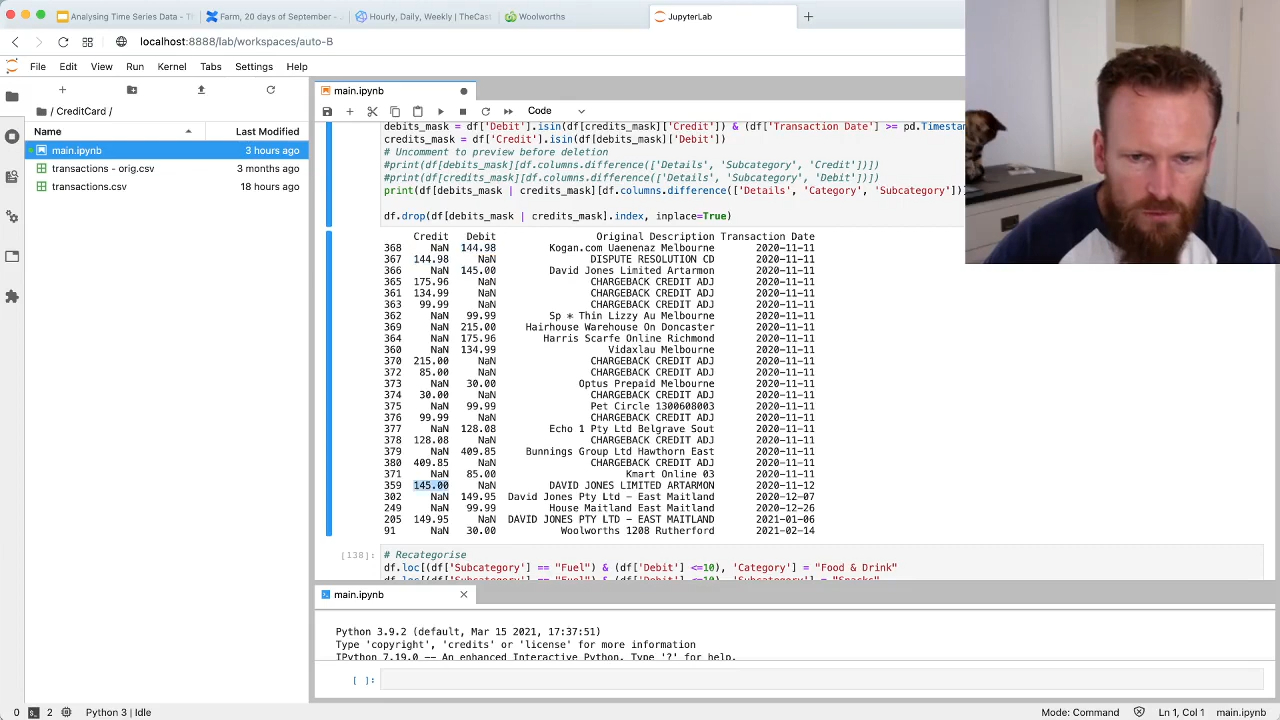 Analysing Time Series Data -
Farm, 20 days of September -
Hourly, Daily, Weekly | TheCas
Woolworths
JupyterLab
localhost:8888/lab/workspaces/auto-B
File Edit View Run Kernel Tabs Settings Help
main.ipynb
/ CreditCard /
Code
Name Last Modified
main.ipynb 3 hours ago
transactions - orig.csv 3 months ago
transactions.csv 18 hours ago
debits_mask = df['Debit'].isin(df[credits_mask]['Credit']) & (df['Transaction Date'] >= pd.Timestam
credits_mask = df['Credit'].isin(df[debits_mask]['Debit'])
# Uncomment to preview before deletion
#print(df[debits_mask][df.columns.difference(['Details', 'Subcategory', 'Credit'])])
#print(df[credits_mask][df.columns.difference(['Details', 'Subcategory', 'Debit'])])
print(df[debits_mask | credits_mask][df.columns.difference(['Details', 'Category', 'Subcategory'])]
df.drop(df[debits_mask | credits_mask].index, inplace=True)
Credit Debit Original Description Transaction Date
368 NaN 144.98 Kogan.com Uaenenaz Melbourne 2020-11-11
367 144.98 NaN DISPUTE RESOLUTION CD 2020-11-11
366 NaN 145.00 David Jones Limited Artarmon 2020-11-11
365 175.96 NaN CHARGEBACK CREDIT ADJ 2020-11-11
361 134.99 NaN CHARGEBACK CREDIT ADJ 2020-11-11
363 99.99 NaN CHARGEBACK CREDIT ADJ 2020-11-11
362 NaN 99.99 Sp * Thin Lizzy Au Melbourne 2020-11-11
369 NaN 215.00 Hairhouse Warehouse On Doncaster 2020-11-11
364 NaN 175.96 Harris Scarfe Online Richmond 2020-11-11
360 NaN 134.99 Vidaxlau Melbourne 2020-11-11
370 215.00 NaN CHARGEBACK CREDIT ADJ 2020-11-11
372 85.00 NaN CHARGEBACK CREDIT ADJ 2020-11-11
373 NaN 30.00 Optus Prepaid Melbourne 2020-11-11
374 30.00 NaN CHARGEBACK CREDIT ADJ 2020-11-11
375 NaN 99.99 Pet Circle 1300608003 2020-11-11
376 99.99 NaN CHARGEBACK CREDIT ADJ 2020-11-11
377 NaN 128.08 Echo 1 Pty Ltd Belgrave Sout 2020-11-11
378 128.08 NaN CHARGEBACK CREDIT ADJ 2020-11-11
379 NaN 409.85 Bunnings Group Ltd Hawthorn East 2020-11-11
380 409.85 NaN CHARGEBACK CREDIT ADJ 2020-11-11
371 NaN 85.00 Kmart Online 03 2020-11-11
359 145.00 NaN DAVID JONES LIMITED ARTARMON 2020-11-12
302 NaN 149.95 David Jones Pty Ltd - East Maitland 2020-12-07
249 NaN 99.99 House Maitland East Maitland 2020-12-26
205 149.95 NaN DAVID JONES PTY LTD - EAST MAITLAND 2021-01-06
91 NaN 30.00 Woolworths 1208 Rutherford 2021-02-14
[138]: # Recategorise
df.loc[(df['Subcategory'] == "Fuel") & (df['Debit'] <=10), 'Category'] = "Food & Drink"
df.loc[(df['Subcategory'] == "Fuel") & (df['Debit'] <=10), 'Subcategory'] = "Snacks"
main.ipynb
Python 3.9.2 (default, Mar 15 2021, 17:37:51)
Type 'copyright', 'credits' or 'license' for more information
IPython 7.19.0 -- An enhanced Interactive Python. Type '?' for help.
[ ]:
0 2 Python 3 | Idle Mode: Command Ln 1, Col 1 main.ipynb